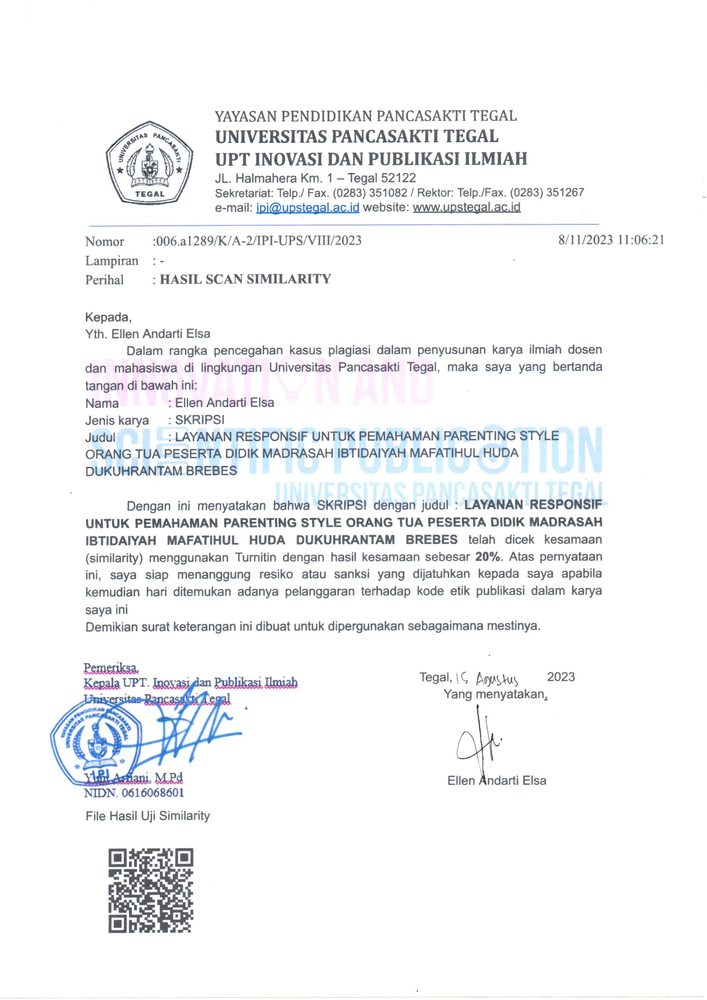 YAYASAN PENDIDIKAN PANCASAKTI TEGAL
UNIVERSITAS PANCASAKTI TEGAL
UPT INOVASI DAN PUBLIKASI ILMIAH
JL. Halmahera Km. 1 – Tegal 52122
Sekretariat: Telp./ Fax. (0283) 351082 / Rektor: Telp./Fax. (0283) 351267
e-mail: ipi@upstegal.ac.id website: www.upstegal.ac.id
UNIVERSITAS PANCASAKTI
TEGAL
Nomor :006.a1289/K/A-2/IPI-UPS/VIII/2023 8/11/2023 11:06:21
Lampiran : -
Perihal : HASIL SCAN SIMILARITY
Kepada,
Yth. Ellen Andarti Elsa
Dalam rangka pencegahan kasus plagiasi dalam penyusunan karya ilmiah dosen
dan mahasiswa di lingkungan Universitas Pancasakti Tegal, maka saya yang bertanda
tangan di bawah ini:
INNOVATION AND
Nama : Ellen Andarti Elsa
Jenis karya : SKRIPSI
Judul : LAYANAN RESPONSIF UNTUK PEMAHAMAN PARENTING STYLE
ORANG TUA PESERTA DIDIK MADRASAH IBTIDAIYAH MAFATIHUL HUDA
DUKUHRANTAM BREBES
SCIENTIFIC PUBLICATION
UNIVERSITAS PANCASAKTI TEGAL
Dengan ini menyatakan bahwa SKRIPSI dengan judul : LAYANAN RESPONSIF
UNTUK PEMAHAMAN PARENTING STYLE ORANG TUA PESERTA DIDIK MADRASAH
IBTIDAIYAH MAFATIHUL HUDA DUKUHRANTAM BREBES telah dicek kesamaan
(similarity) menggunakan Turnitin dengan hasil kesamaan sebesar 20%. Atas pernyataan
ini, saya siap menanggung resiko atau sanksi yang dijatuhkan kepada saya apabila
kemudian hari ditemukan adanya pelanggaran terhadap kode etik publikasi dalam karya
saya ini
Demikian surat keterangan ini dibuat untuk dipergunakan sebagaimana mestinya.
Pemeriksa,
Kepala UPT. Inovasi dan Publikasi Ilmiah
Universitas Pancasakti Tegal
YAYASAN PENDIDIKAN PANCASAKTI
UNIVERSITAS PANCASAKTI TEGAL
I.P.I
M.Pd
NIDN. 0616068601
Tegal, 15 Agustus 2023
Yang menyatakan,
Ellen Andarti Elsa
File Hasil Uji Similarity